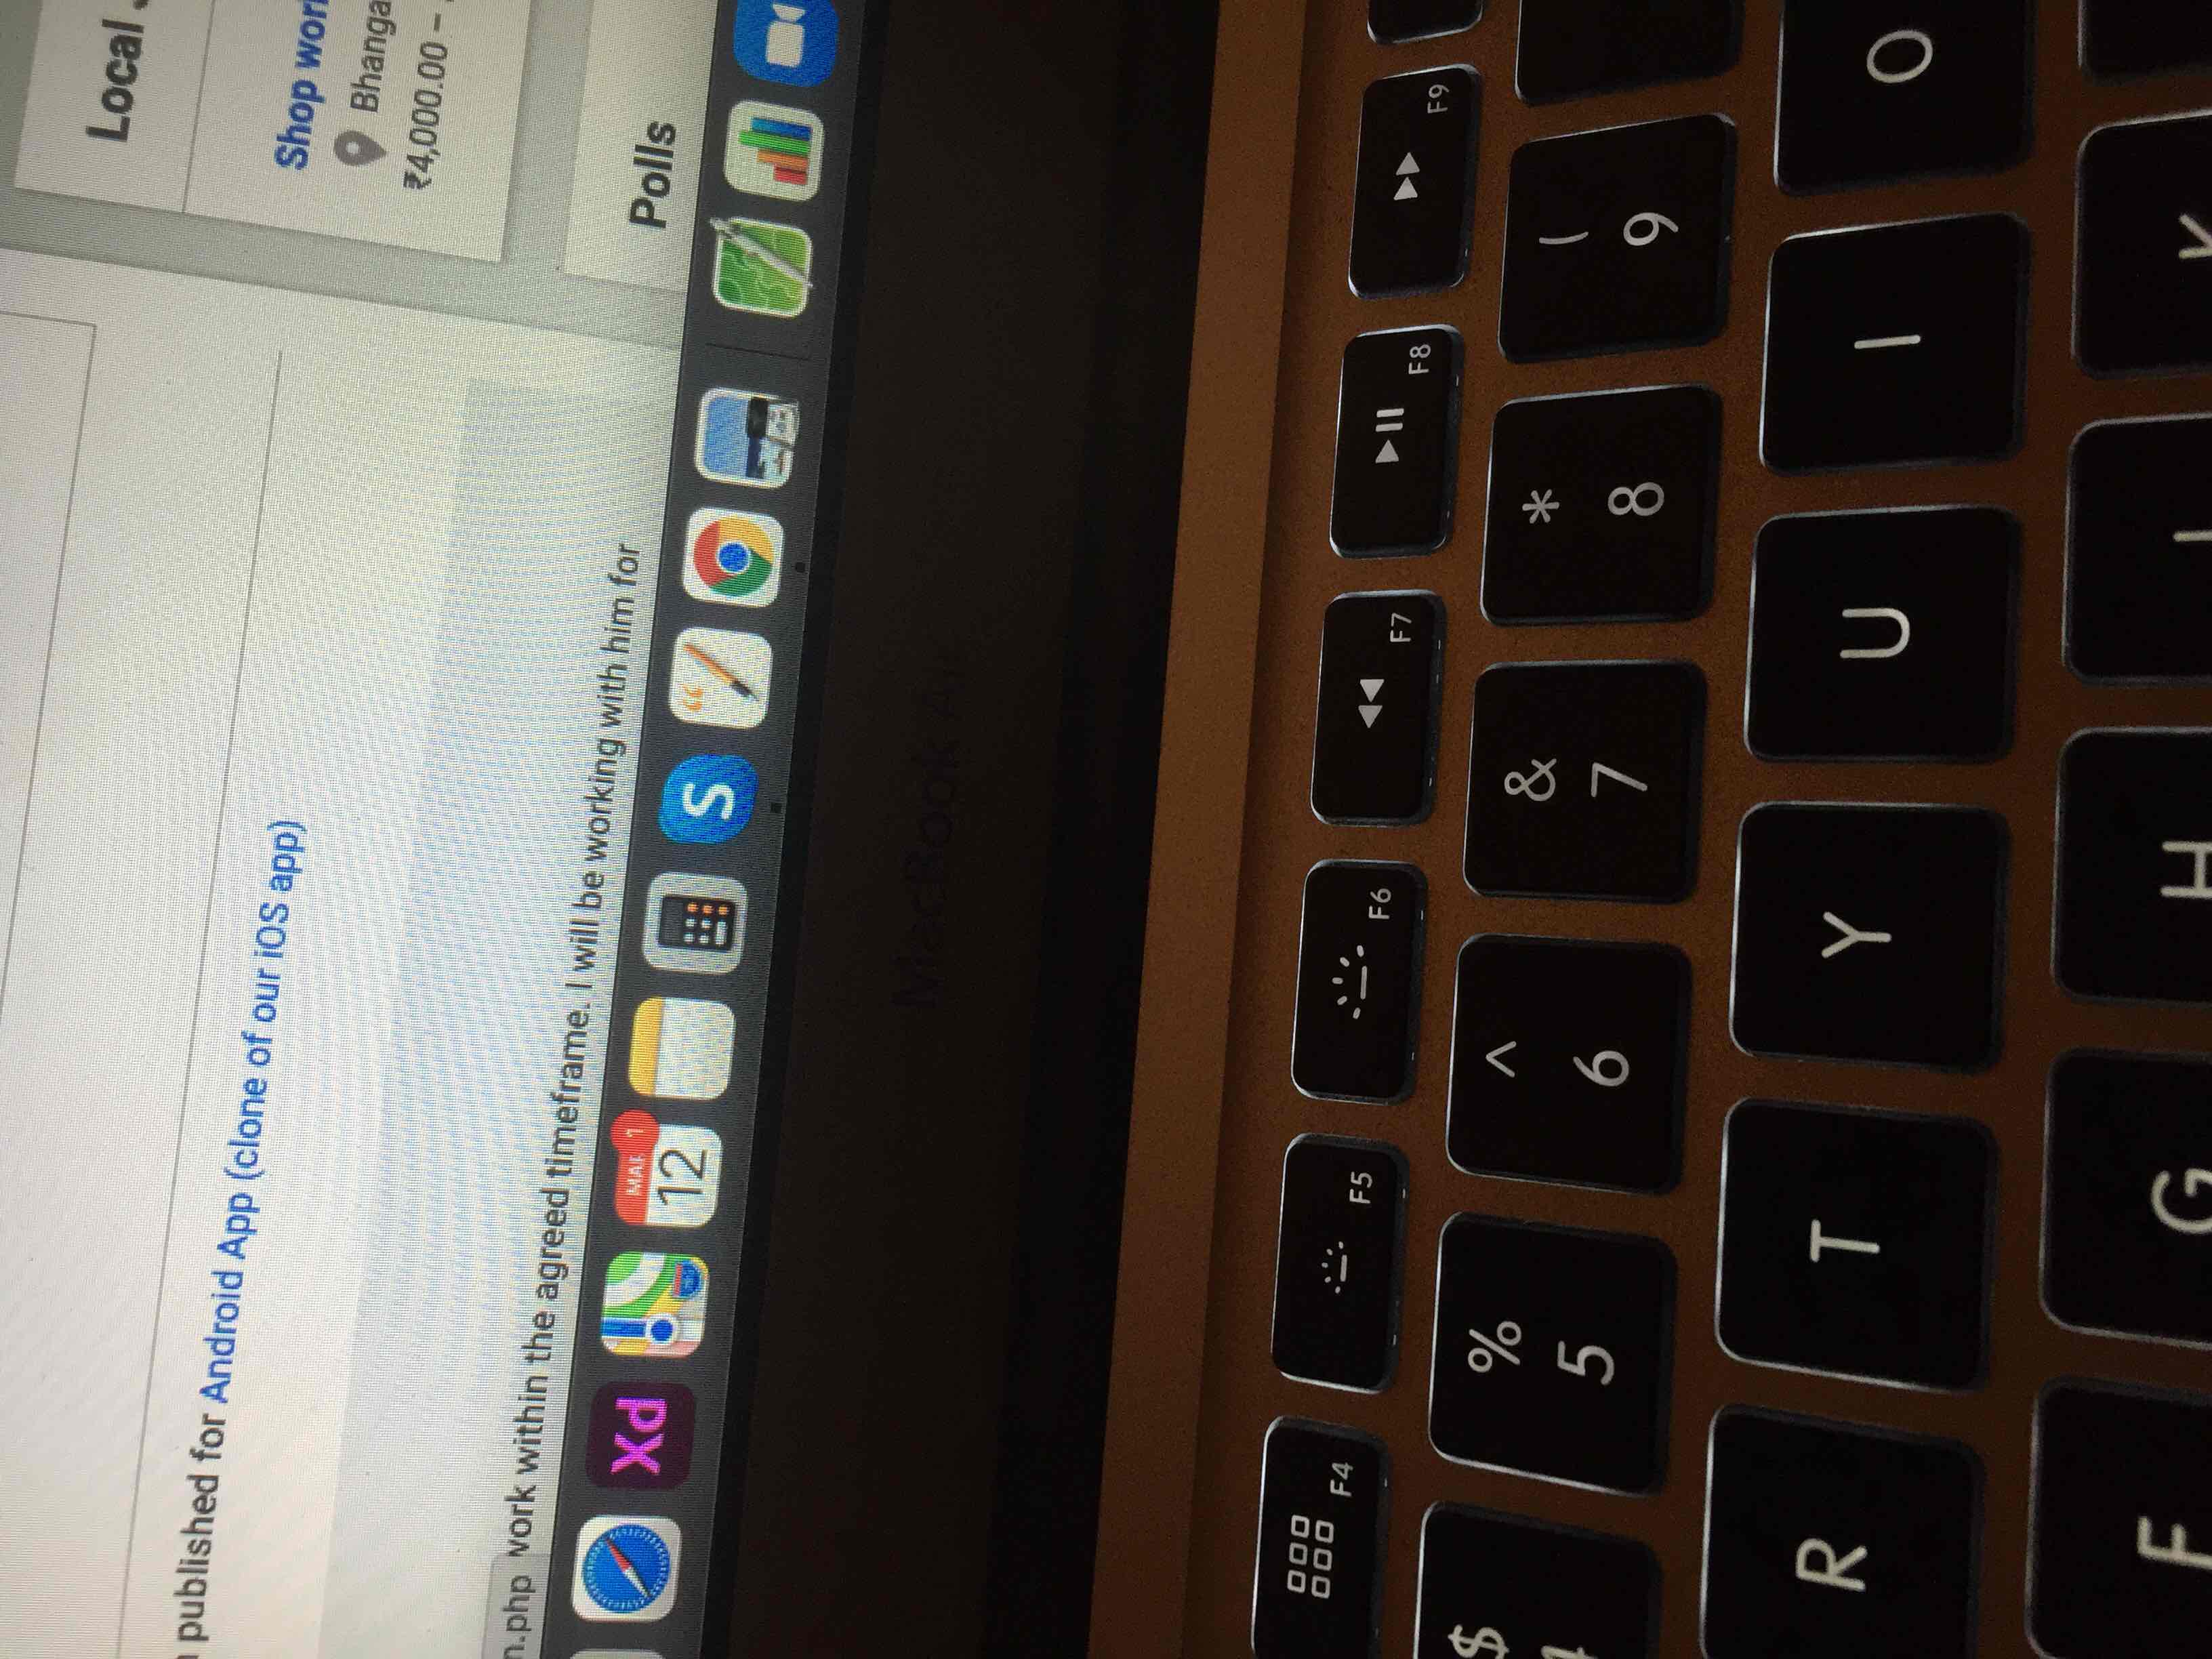 Local
published for Android App (clone of our iOS app)
Shop
Bhanga
₹4,000.00 –
n.php work within the agreed timeframe. I will be working with him for
Polls
Xd
MAR 1
12
S
MacBook Air
F4 F5 F6 F7 F8 F9
$ % ^ & * (
4 5 6 7 8 9
R T Y U I O
F G H J K